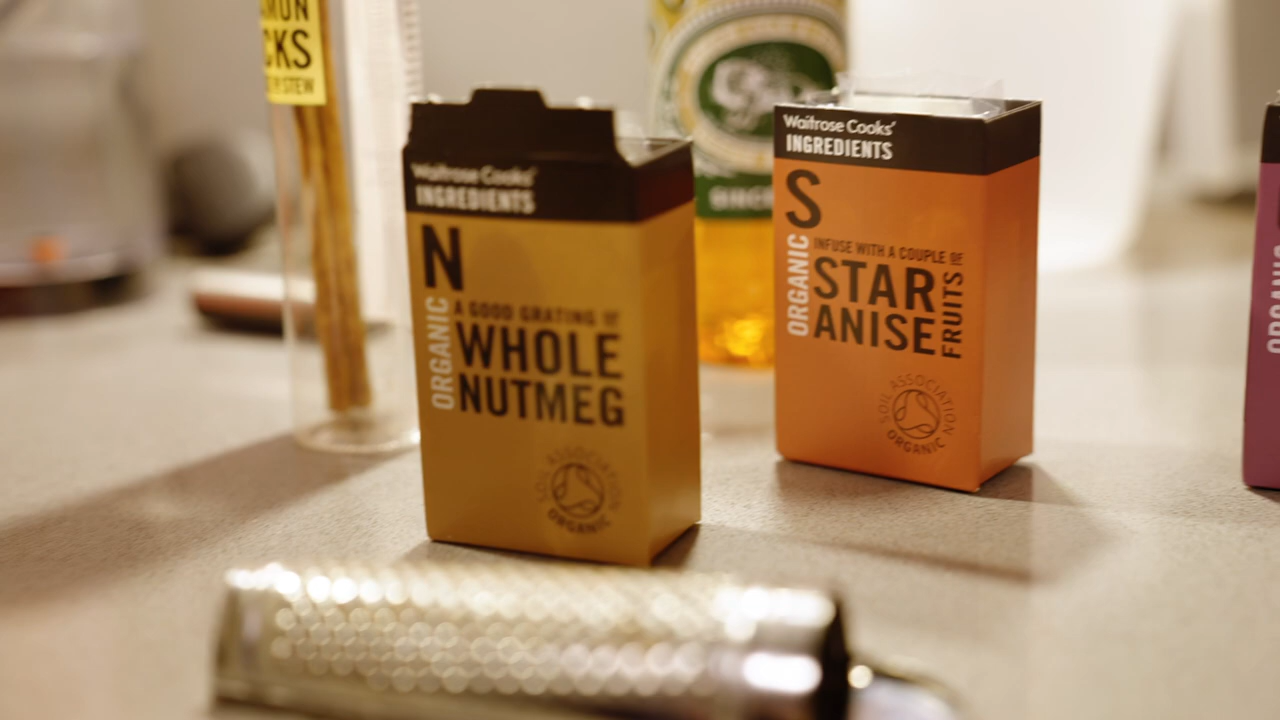 CKS
STEW
Waitrose Cooks'
INGREDIENTS
N
ORGANIC
A GOOD GRATING OF
WHOLE
NUTMEG
SOIL ASSOCIATION
ORGANIC
Waitrose Cooks'
INGREDIENTS
S
ORGANIC
INFUSE WITH A COUPLE OF
STAR
ANISE
FRUITS
SOIL ASSOCIATION
ORGANIC
ORGANIC